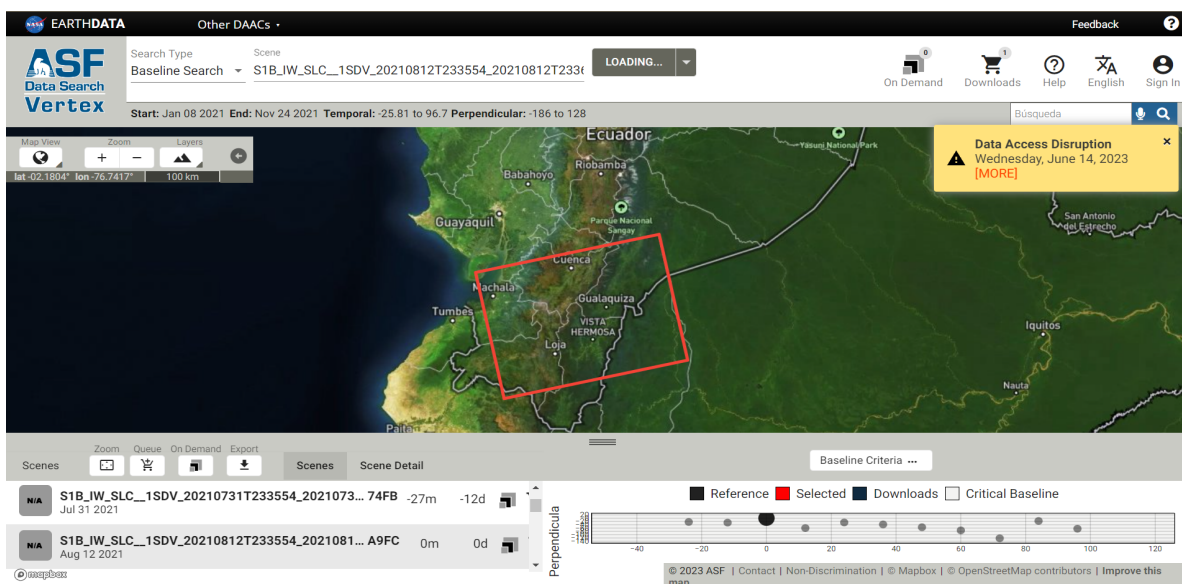 NASA EARTHDATA Other DAACs Feedback ?
ASF
Data Search
Vertex
Search Type
Baseline Search
Scene
S1B_IW_SLC__1SDV_20210812T233554_20210812T2336
LOADING...
0
On Demand
1
Downloads
Help
English
Sign In
Start: Jan 08 2021 End: Nov 24 2021 Temporal: -25.81 to 96.7 Perpendicular: -186 to 128
Búsqueda
Map View Zoom Layers
+ −
lat -02.1804° lon -76.7417° 100 km
Data Access Disruption
Wednesday, June 14, 2023
[MORE]
×
Ecuador
Yasuni National Park
Riobamba
Babahoyo
Guayaquil
Parque Nacional
Sangay
San Antonio
del Estrecho
Cuenca
Machala
Gualaquiza
Tumbes
VISTA
HERMOSA
Iquitos
Loja
Nauta
Paita
Zoom Queue On Demand Export
Scenes
Scenes Scene Detail
Baseline Criteria ...
N/A S1B_IW_SLC__1SDV_20210731T233554_2021073... 74FB -27m -12d
Jul 31 2021
N/A S1B_IW_SLC__1SDV_20210812T233554_202081... A9FC 0m 0d
Aug 12 2021
mapbox
Reference Selected Downloads Critical Baseline
Perpendicula
-40 -20 0 20 40 60 80 100 120
© 2023 ASF | Contact | Non-Discrimination | © Mapbox | © OpenStreetMap contributors | Improve this
map